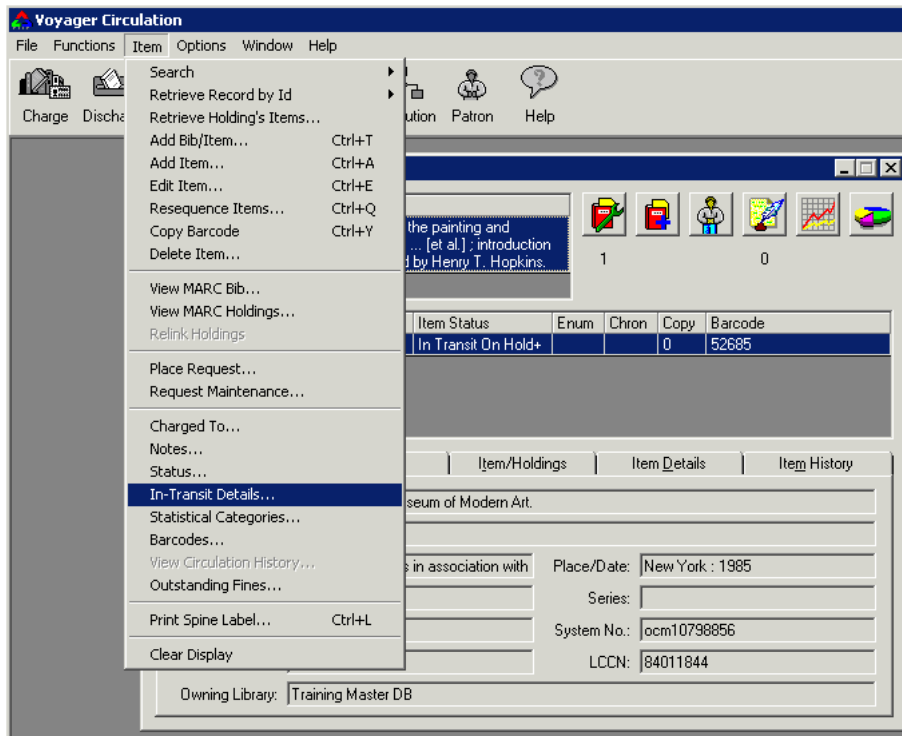 Voyager Circulation
File Functions Item Options Window Help
Charge Discha
ution Patron Help
Search
Retrieve Record by Id
Retrieve Holding's Items...
Add Bib/Item... Ctrl+T
Add Item... Ctrl+A
Edit Item... Ctrl+E
Resequence Items... Ctrl+Q
Copy Barcode Ctrl+Y
Delete Item...
View MARC Bib...
View MARC Holdings...
Relink Holdings
Place Request...
Request Maintenance...
Charged To...
Notes...
Status...
In-Transit Details...
Statistical Categories...
Barcodes...
View Circulation History...
Outstanding Fines...
Print Spine Label... Ctrl+L
Clear Display
the painting and
... [et al.] ; introduction
d by Henry T. Hopkins.
1 0
Item Status Enum Chron Copy Barcode
In Transit On Hold+ 0 52685
Item/Holdings Item Details Item History
seum of Modern Art.
s in association with Place/Date: New York : 1985
Series:
System No.: ocm10798856
LCCN: 84011844
Owning Library: Training Master DB